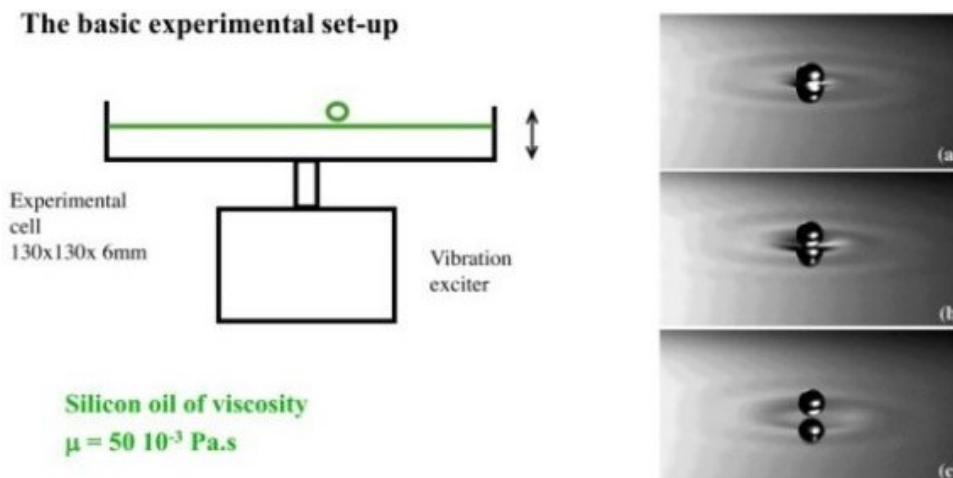 The basic experimental set-up
Experimental
cell
130x130x 6mm
Vibration
exciter
Silicon oil of viscosity
μ = 50 10⁻³ Pa.s
(a
(b
(c